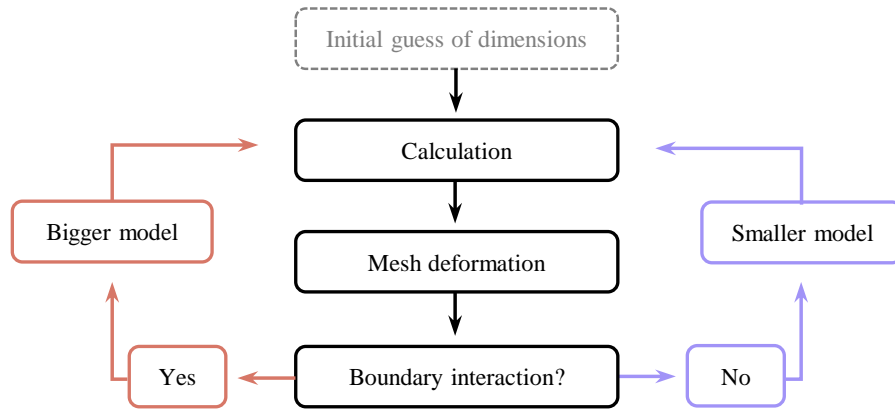 Initial guess of dimensions
Calculation
Bigger model
Smaller model
Mesh deformation
Yes
Boundary interaction?
No